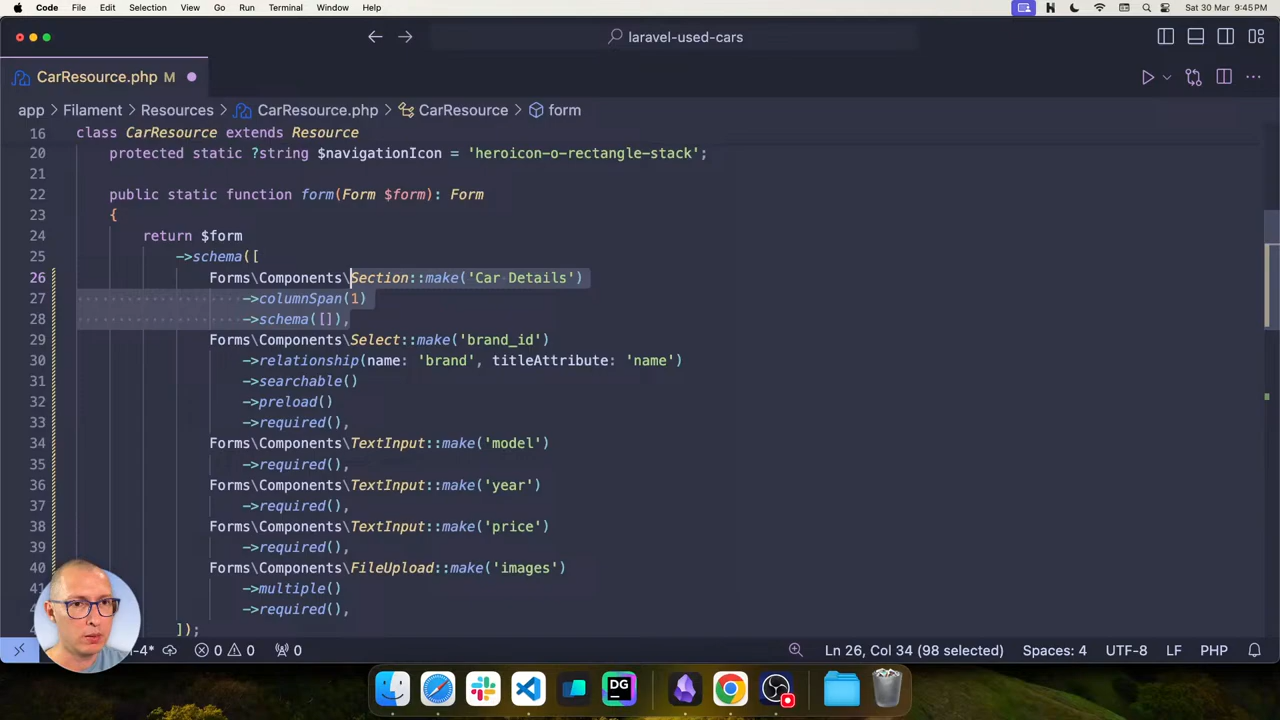 Code File Edit Selection View Go Run Terminal Window Help Sat 30 Mar 9:45 PM
laravel-used-cars
CarResource.php M
app > Filament > Resources > CarResource.php > CarResource > form
16 class CarResource extends Resource
20 protected static ?string $navigationIcon = 'heroicon-o-rectangle-stack';
21
22 public static function form(Form $form): Form
23 {
24 return $form
25 ->schema([
26 Forms\Components\Section::make('Car Details')
27 ->columnSpan(1)
28 ->schema([]),
29 Forms\Components\Select::make('brand_id')
30 ->relationship(name: 'brand', titleAttribute: 'name')
31 ->searchable()
32 ->preload()
33 ->required(),
34 Forms\Components\TextInput::make('model')
35 ->required(),
36 Forms\Components\TextInput::make('year')
37 ->required(),
38 Forms\Components\TextInput::make('price')
39 ->required(),
40 Forms\Components\FileUpload::make('images')
41 ->multiple()
->required(),
]);
-4* 0 0 0 Ln 26, Col 34 (98 selected) Spaces: 4 UTF-8 LF PHP
DG